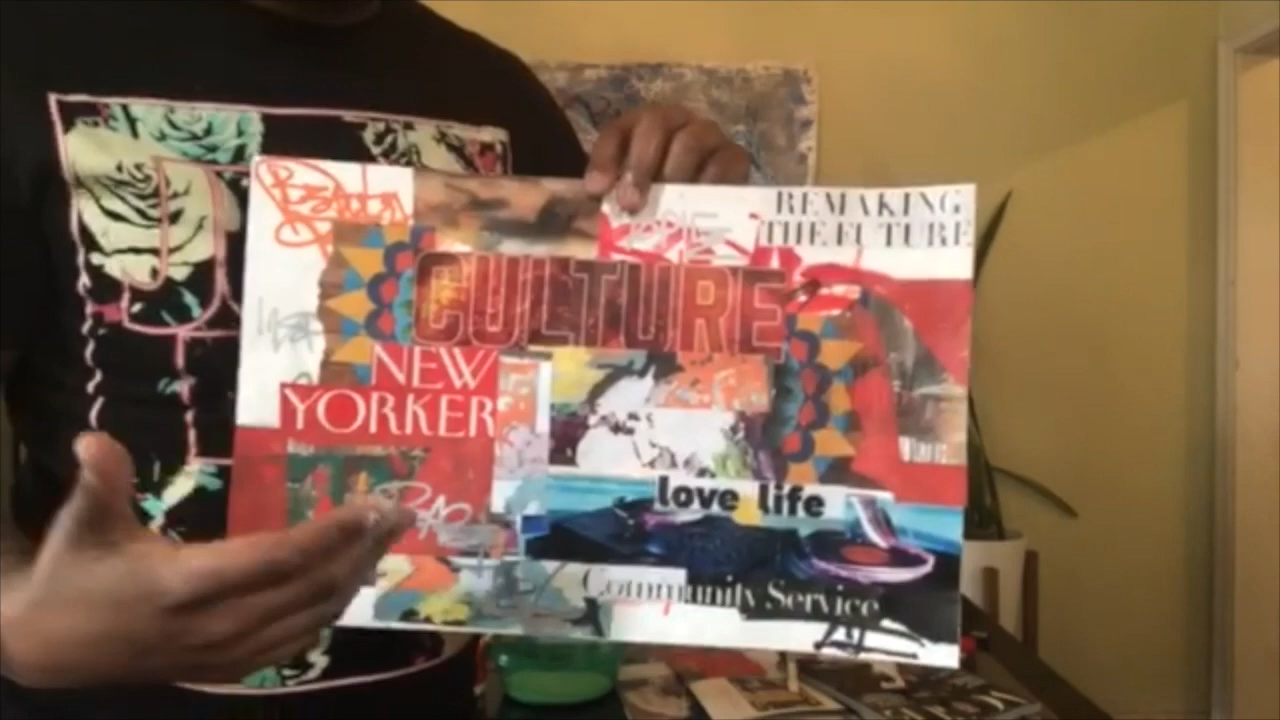 REMAKING
THE FUTURE
CULTURE
NEW
YORKER
love life
Community Service